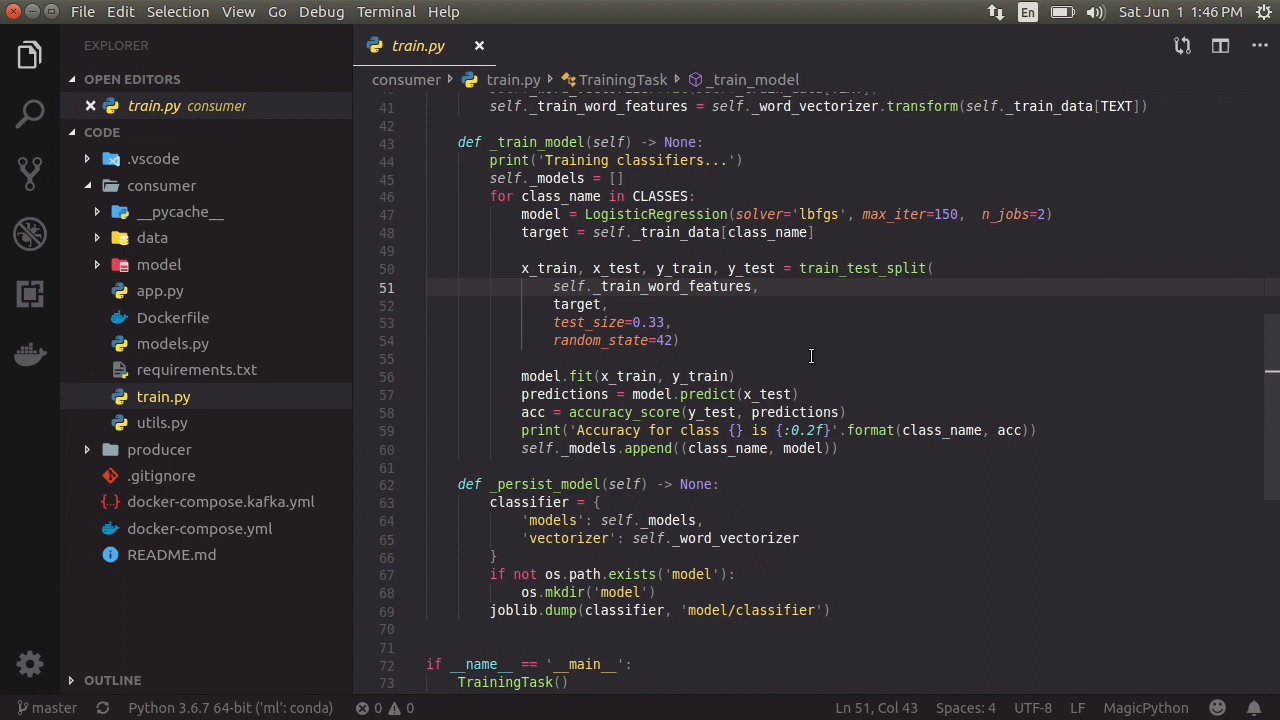 File Edit Selection View Go Debug Terminal Help
En
Sat Jun 1 1:46 PM
EXPLORER
OPEN EDITORS
train.py consumer
CODE
.vscode
consumer
__pycache__
data
model
app.py
Dockerfile
models.py
requirements.txt
train.py
utils.py
producer
.gitignore
docker-compose.kafka.yml
docker-compose.yml
README.md
OUTLINE
train.py
consumer train.py TrainingTask _train_model
41 self._train_word_features = self._word_vectorizer.transform(self._train_data[TEXT])
42
43 def _train_model(self) -> None:
44 print('Training classifiers...')
45 self._models = []
46 for class_name in CLASSES:
47 model = LogisticRegression(solver='lbfgs', max_iter=150,  n_jobs=2)
48 target = self._train_data[class_name]
49
50 x_train, x_test, y_train, y_test = train_test_split(
51 self._train_word_features,
52 target,
53 test_size=0.33,
54 random_state=42)
55
56 model.fit(x_train, y_train)
57 predictions = model.predict(x_test)
58 acc = accuracy_score(y_test, predictions)
59 print('Accuracy for class {} is {:0.2f}'.format(class_name, acc))
60 self._models.append((class_name, model))
61
62 def _persist_model(self) -> None:
63 classifier = {
64 'models': self._models,
65 'vectorizer': self._word_vectorizer
66 }
67 if not os.path.exists('model'):
68 os.mkdir('model')
69 joblib.dump(classifier, 'model/classifier')
70
71
72 if __name__ == '__main__':
73 TrainingTask()
master Python 3.6.7 64-bit ('ml': conda) 0 0 Ln 51, Col 43 Spaces: 4 UTF-8 LF MagicPython